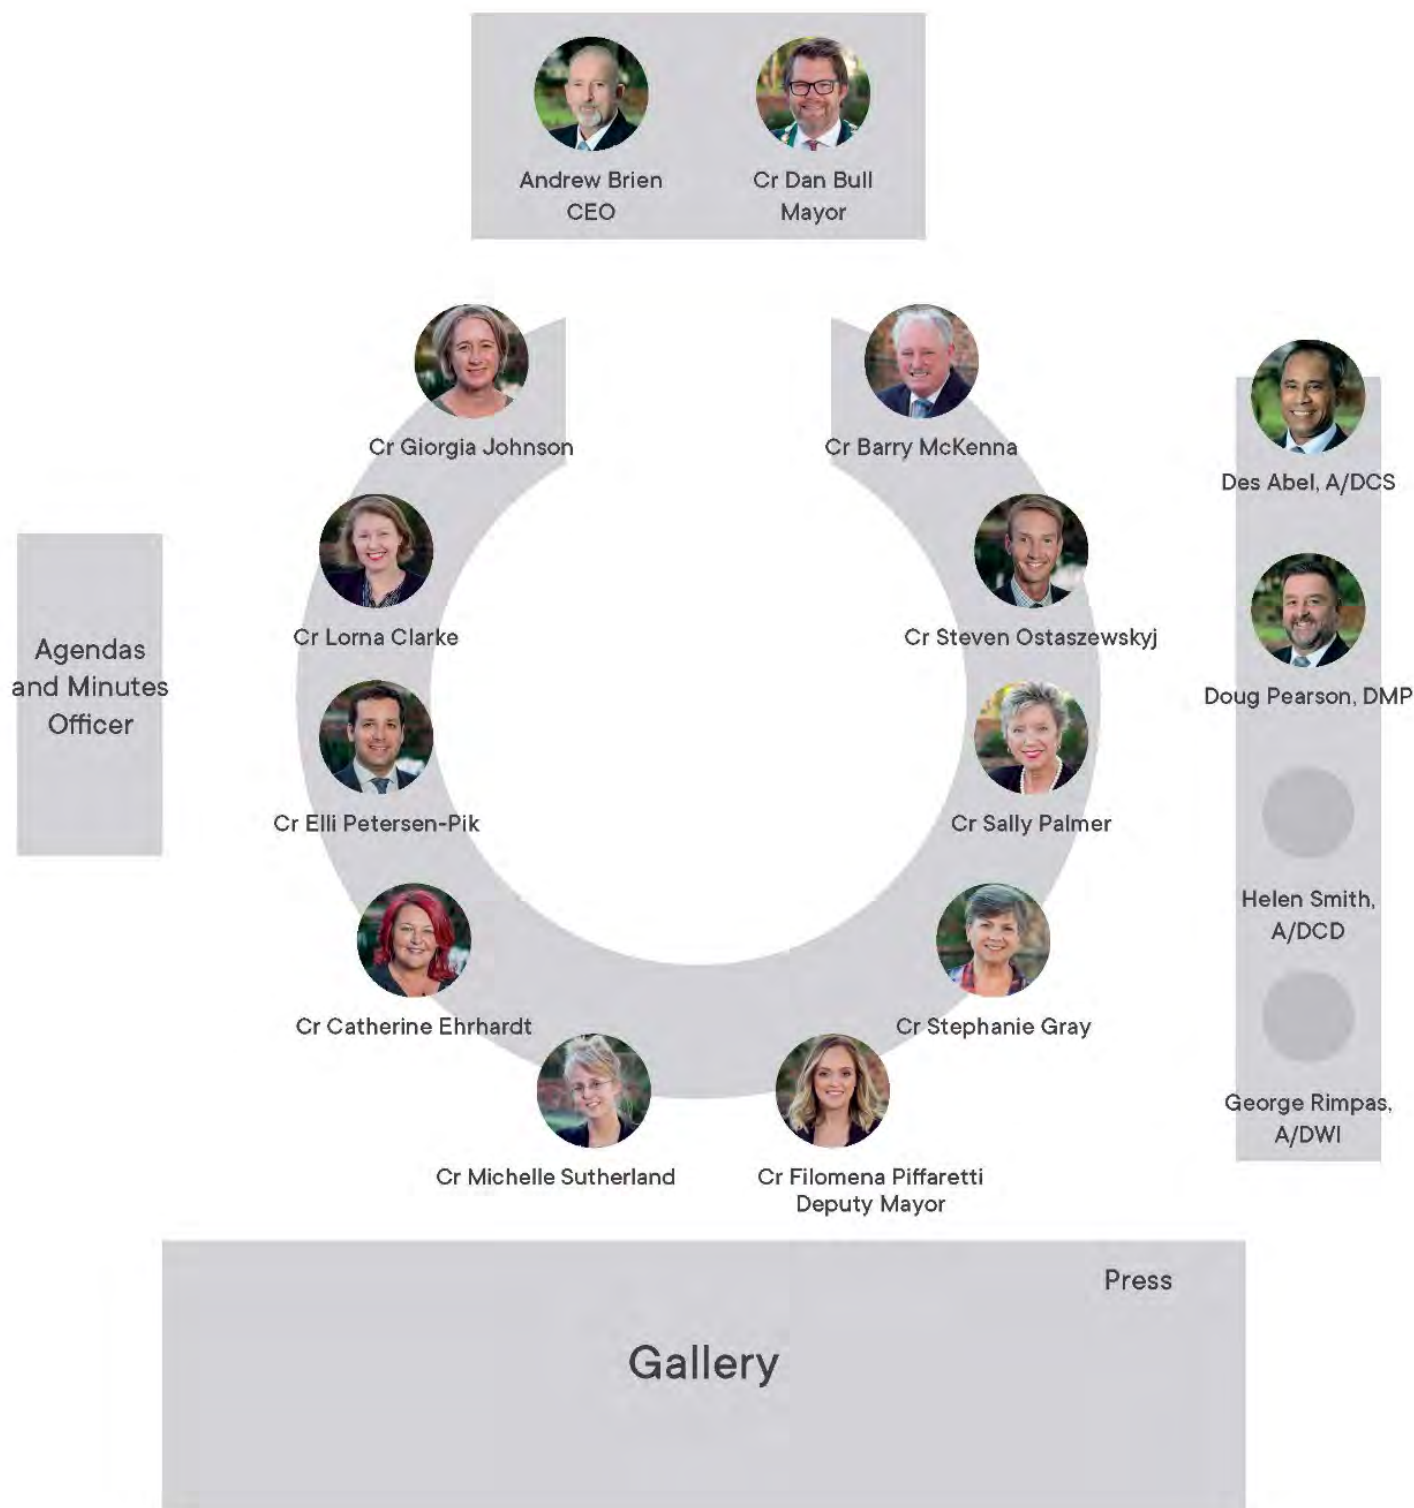 Andrew Brien
CEO
Cr Dan Bull
Mayor
Cr Giorgia Johnson
Cr Barry McKenna
Des Abel, A/DCS
Cr Lorna Clarke
Cr Steven Ostaszewskyj
Agendas
and Minutes
Officer
Doug Pearson, DMP
Cr Elli Petersen-Pik
Cr Sally Palmer
Helen Smith,
A/DCD
Cr Catherine Ehrhardt
Cr Stephanie Gray
George Rimpas,
A/DWI
Cr Michelle Sutherland
Cr Filomena Piffaretti
Deputy Mayor
Press
Gallery